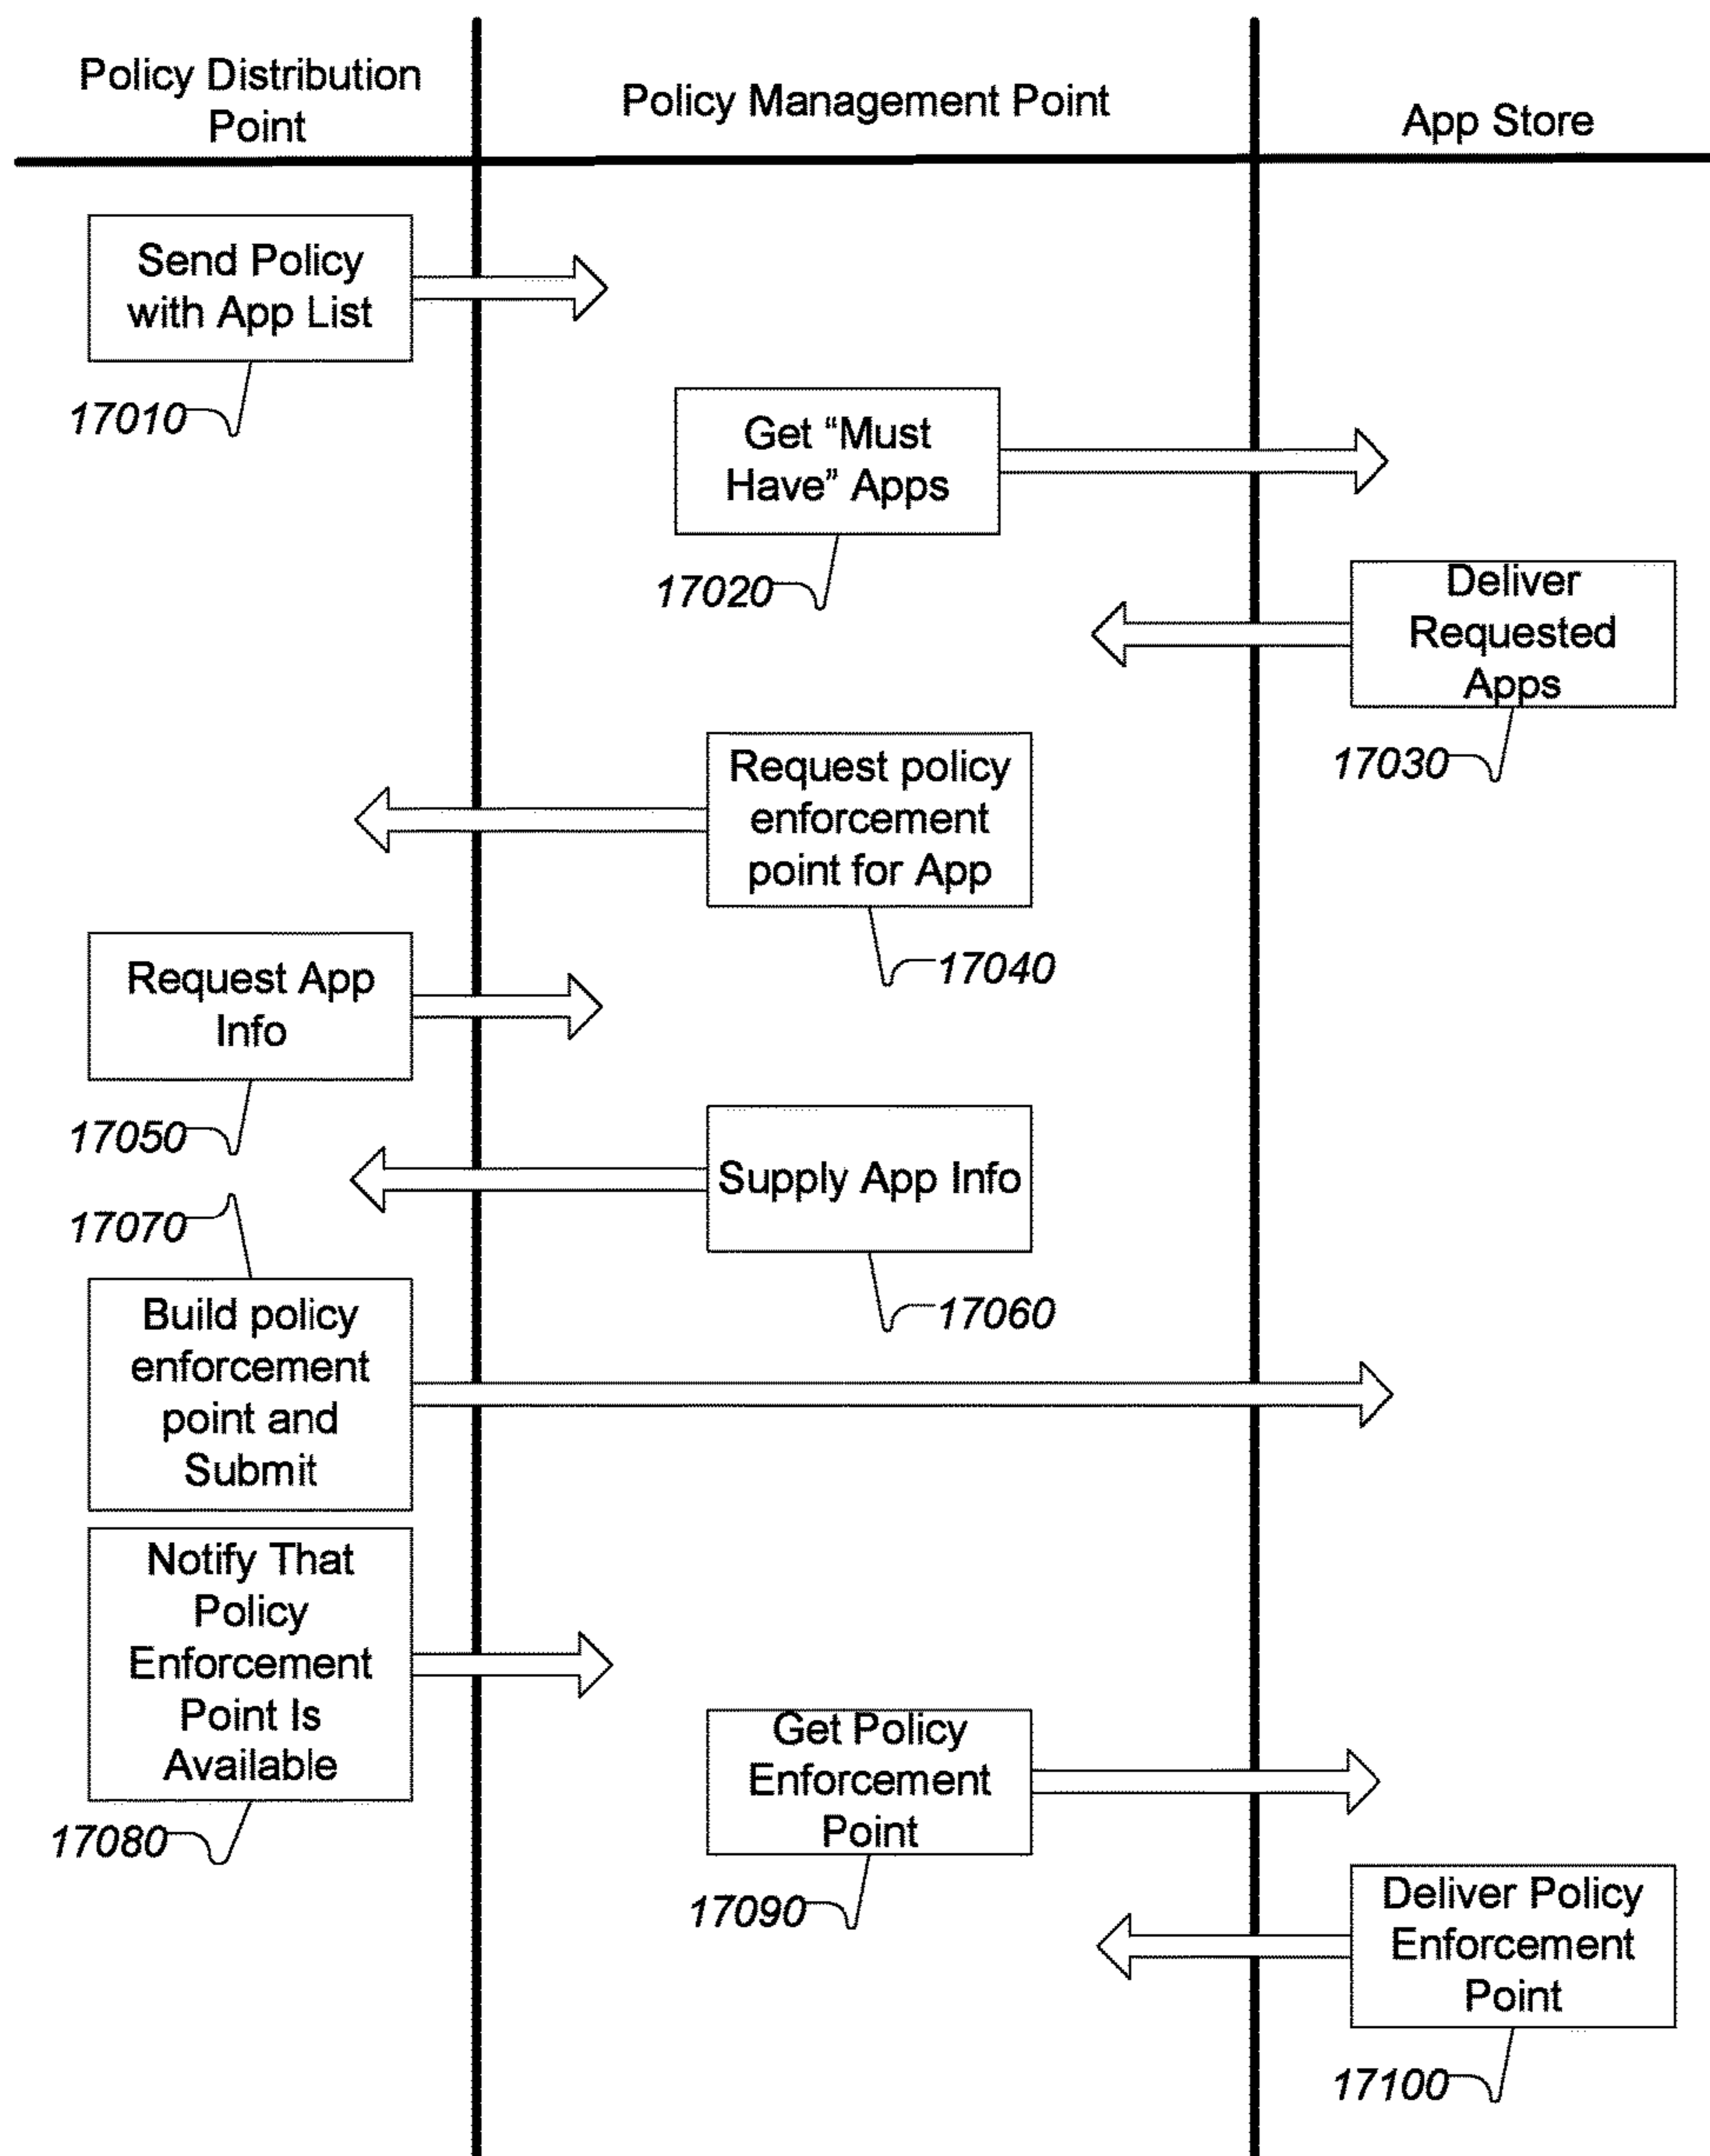 Policy Distribution
Point
Policy Management Point
App Store
Send Policy
with App List
17010
Get “Must
Have” Apps
17020
Deliver
Requested
Apps
17030
Request policy
enforcement
point for App
17040
Request App
Info
17050
Supply App Info
17060
17070
Build policy
enforcement
point and
Submit
Notify That
Policy
Enforcement
Point Is
Available
17080
Get Policy
Enforcement
Point
17090
Deliver Policy
Enforcement
Point
17100